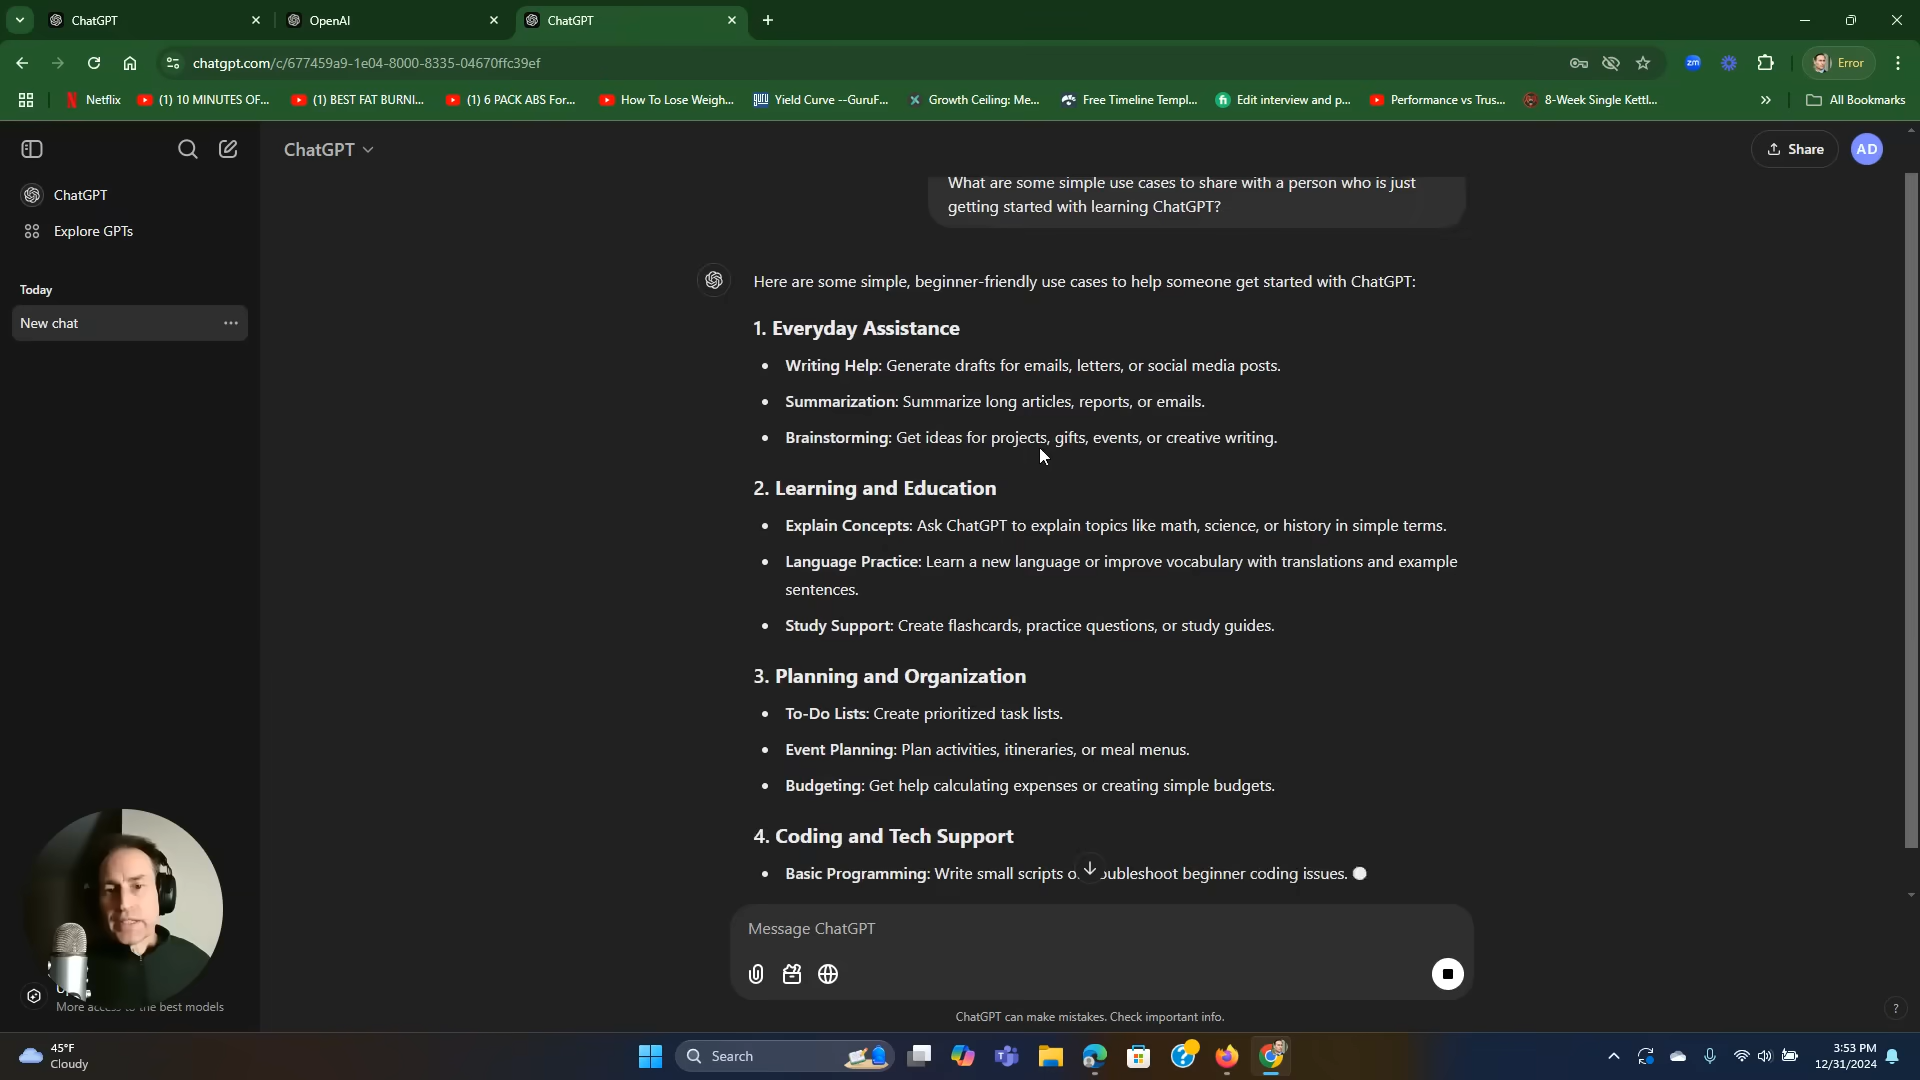 ChatGPT
OpenAI
ChatGPT
chatgpt.com/c/677459a9-1e04-8000-8335-04670ffc39ef
zm
Error
Netflix
(1) 10 MINUTES OF...
(1) BEST FAT BURNI...
(1) 6 PACK ABS For...
How To Lose Weigh...
Yield Curve --GuruF...
Growth Ceiling: Me...
Free Timeline Templ...
Edit interview and p...
Performance vs Trus...
8-Week Single Kettl...
All Bookmarks
ChatGPT
Share
AD
ChatGPT
Explore GPTs
Today
New chat
What are some simple use cases to share with a person who is just
getting started with learning ChatGPT?
Here are some simple, beginner-friendly use cases to help someone get started with ChatGPT:
1. Everyday Assistance
• Writing Help: Generate drafts for emails, letters, or social media posts.
• Summarization: Summarize long articles, reports, or emails.
• Brainstorming: Get ideas for projects, gifts, events, or creative writing.
2. Learning and Education
• Explain Concepts: Ask ChatGPT to explain topics like math, science, or history in simple terms.
• Language Practice: Learn a new language or improve vocabulary with translations and example
sentences.
• Study Support: Create flashcards, practice questions, or study guides.
3. Planning and Organization
• To-Do Lists: Create prioritized task lists.
• Event Planning: Plan activities, itineraries, or meal menus.
• Budgeting: Get help calculating expenses or creating simple budgets.
4. Coding and Tech Support
• Basic Programming: Write small scripts beginner coding issues.
More the best models
Message ChatGPT
ChatGPT can make mistakes. Check important info.
?
45°F
Cloudy
Search
3:53 PM
12/31/2024